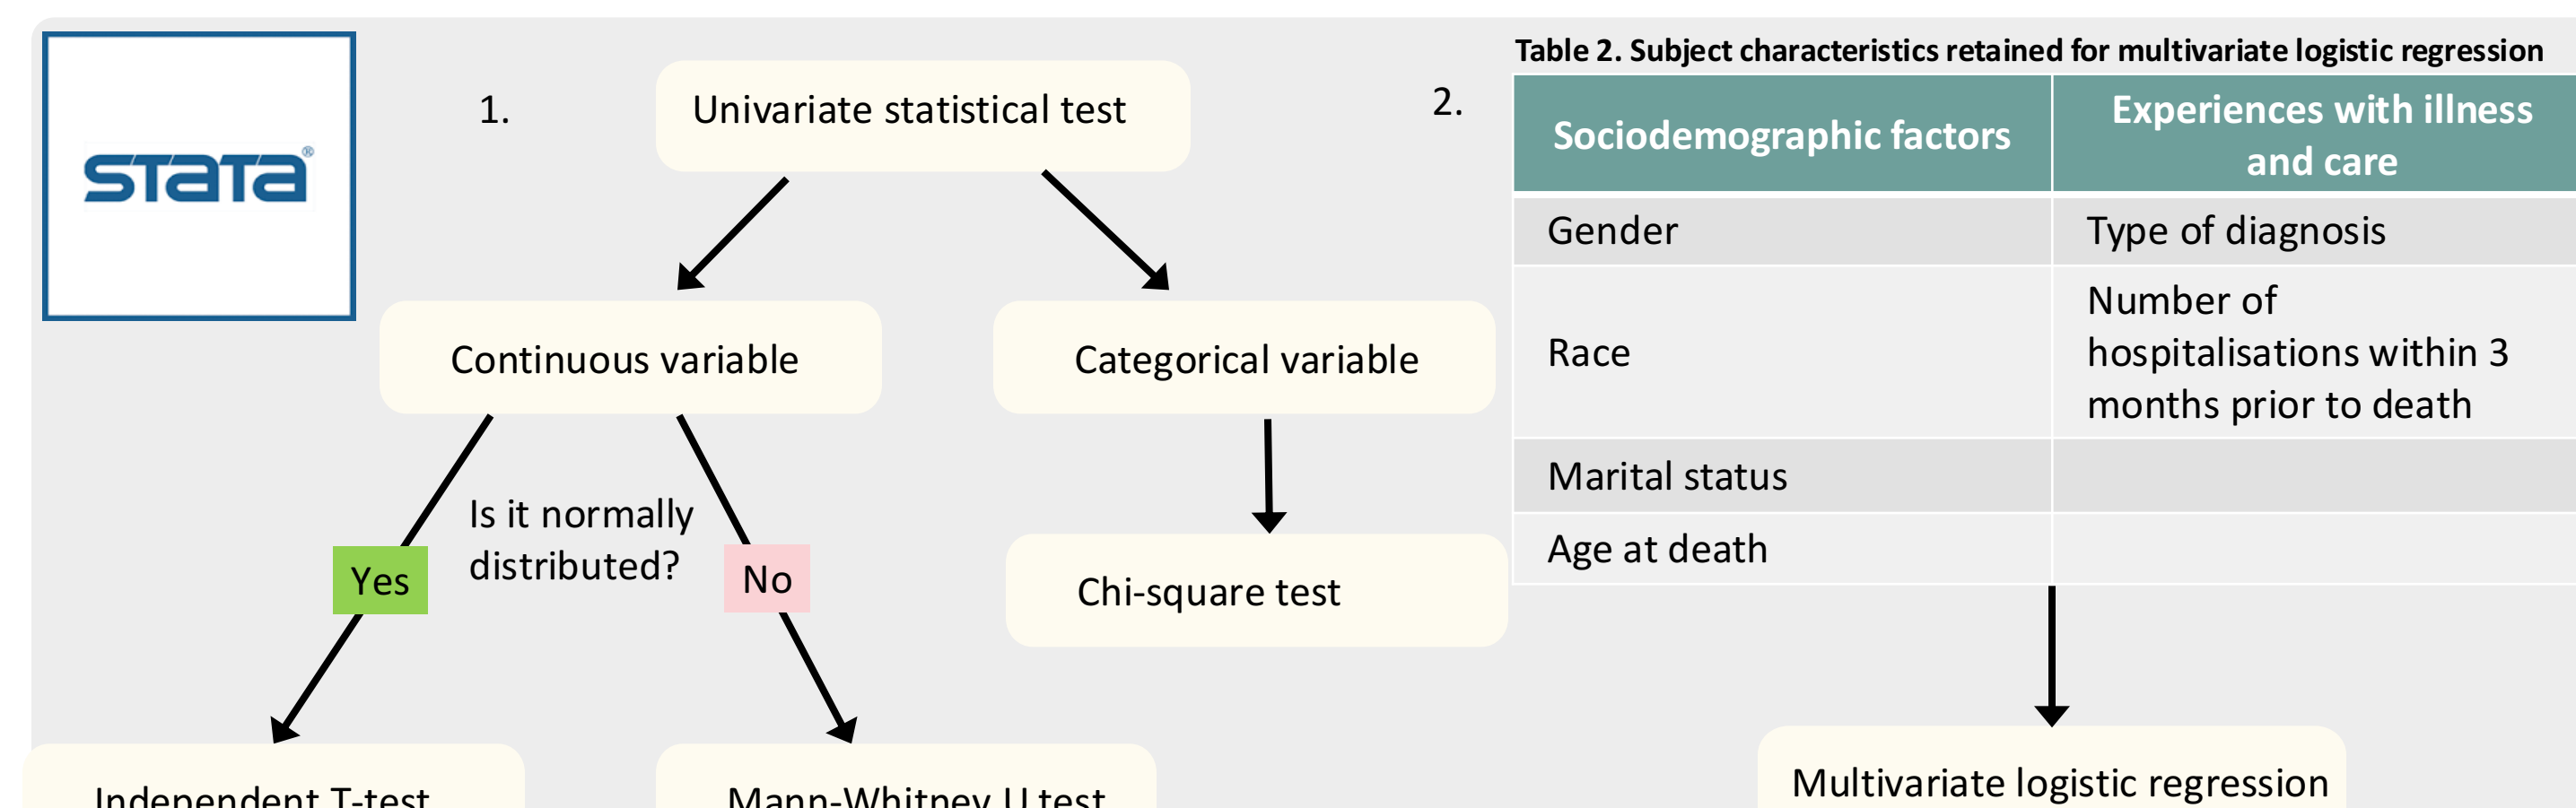 STATA®
1.
Univariate statistical test
Continuous variable
Categorical variable
Is it normally
distributed?
Yes
No
Chi-square test
Independent T-test
Mann-Whitney U test
2.
Table 2. Subject characteristics retained for multivariate logistic regression
Sociodemographic factors
Experiences with illness
and care
Gender
Type of diagnosis
Race
Number of
hospitalisations within 3
months prior to death
Marital status
Age at death
Multivariate logistic regression